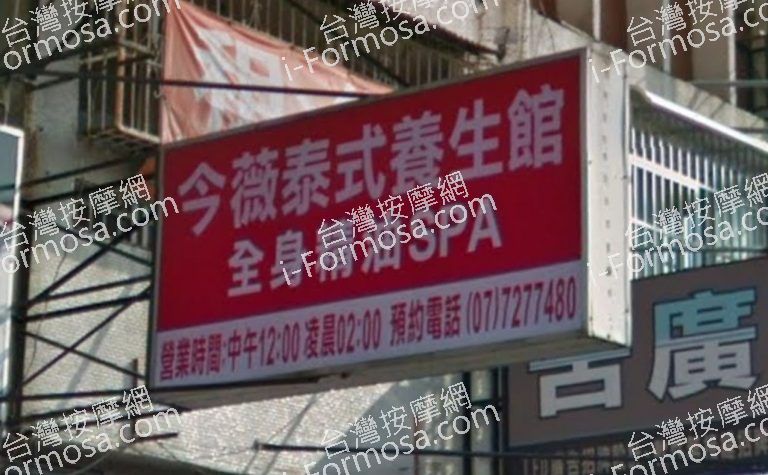 今薇泰式養生館
全身精油SPA
營業時間:中午12:00 凌晨02:00 預約電話 (07)7277480
廣
台灣按摩網
i-Formosa.com